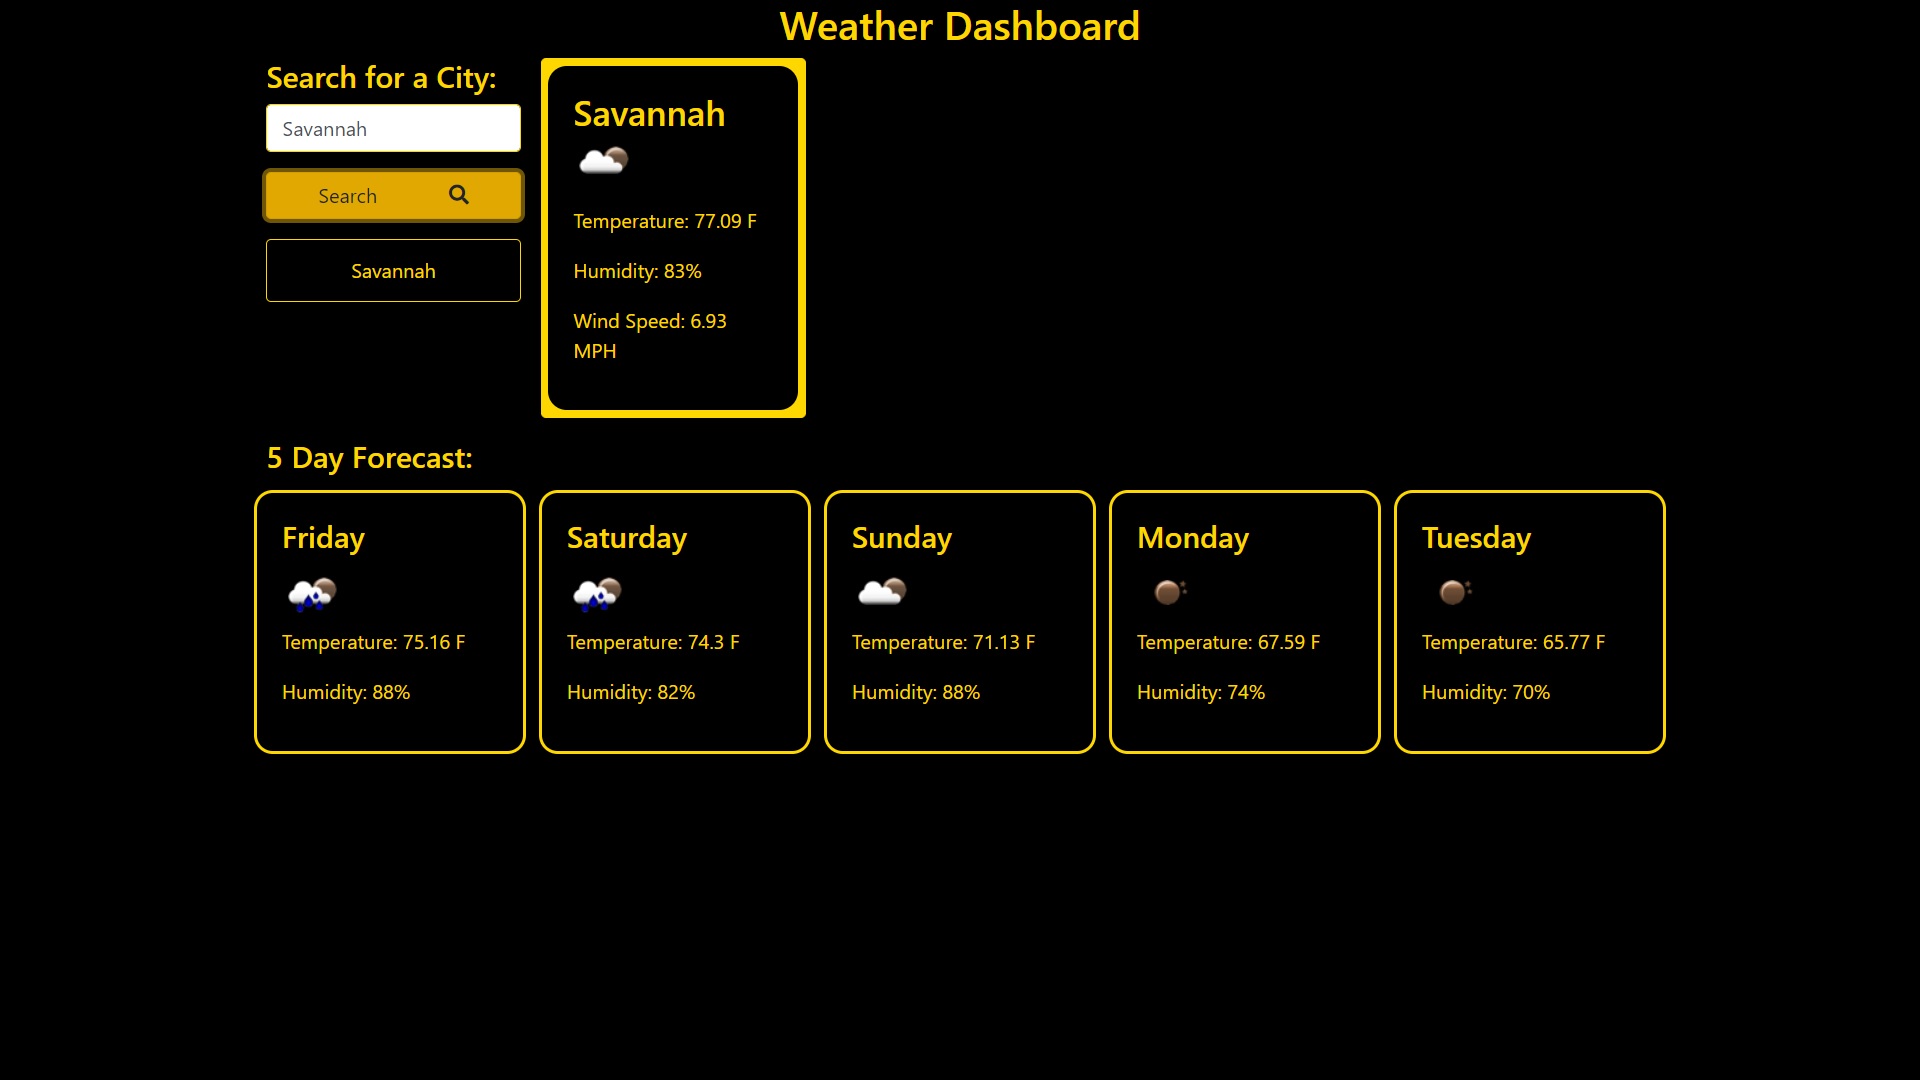 Weather Dashboard
Search for a City:
Savannah
Search
Savannah
Savannah
Temperature: 77.09 F
Humidity: 83%
Wind Speed: 6.93
MPH
5 Day Forecast:
Friday
Temperature: 75.16 F
Humidity: 88%
Saturday
Temperature: 74.3 F
Humidity: 82%
Sunday
Temperature: 71.13 F
Humidity: 88%
Monday
Temperature: 67.59 F
Humidity: 74%
Tuesday
Temperature: 65.77 F
Humidity: 70%